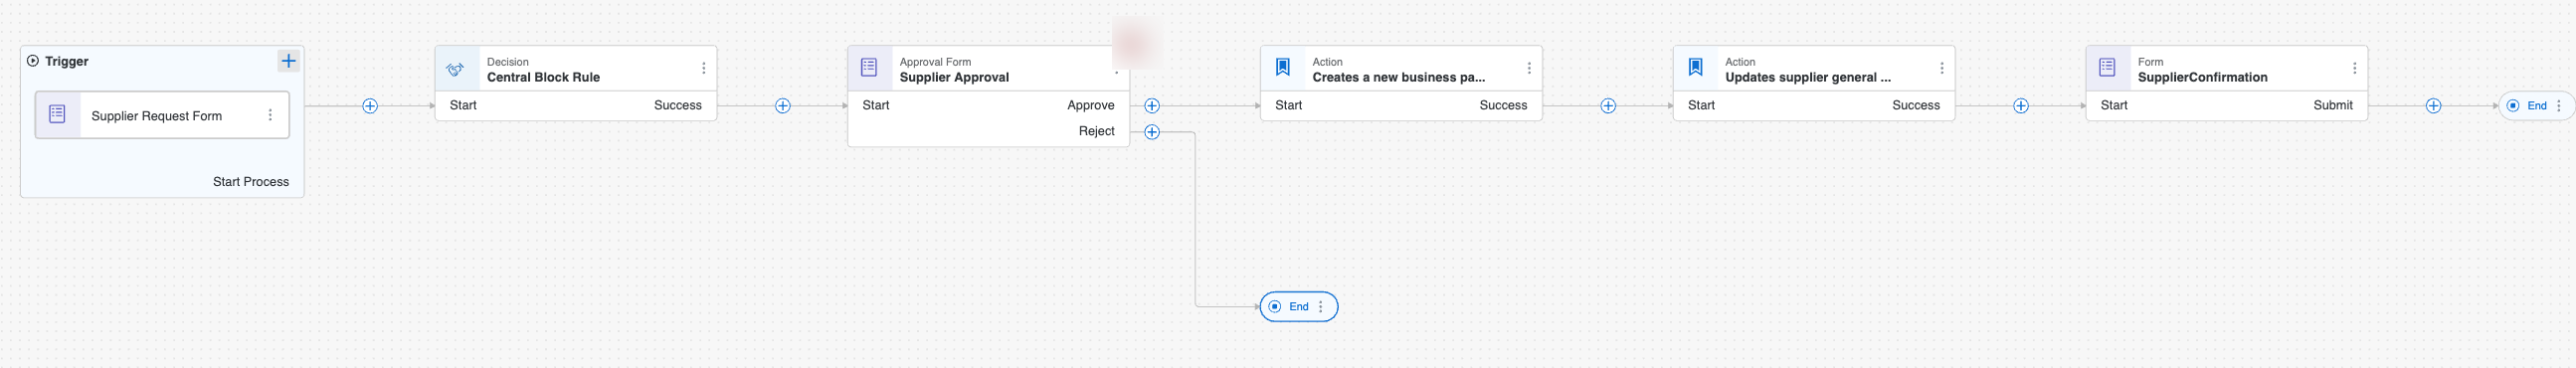 Trigger
Supplier Request Form
Start Process
Decision
Central Block Rule
Start Success
Approval Form
Supplier Approval
Start Approve
Reject
Action
Creates a new business pa...
Start Success
Action
Updates supplier general ...
Start Success
Form
SupplierConfirmation
Start Submit
End
End